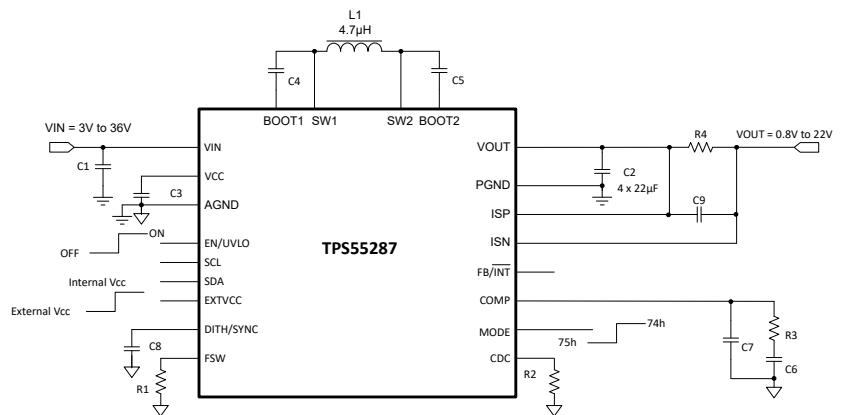 L1
4.7µH
C4
C5
BOOT1 SW1
SW2 BOOT2
VIN = 3V to 36V
VIN
C1
VCC
C3
AGND
ON
OFF
EN/UVLO
SCL
Internal Vcc
SDA
External Vcc
EXTVCC
DITH/SYNC
C8
FSW
R1
TPS55287
VOUT
R4
VOUT = 0.8V to 22V
C2
4 x 22µF
PGND
C9
ISP
ISN
FB/INT
COMP
MODE
74h
75h
R3
C7
C6
CDC
R2